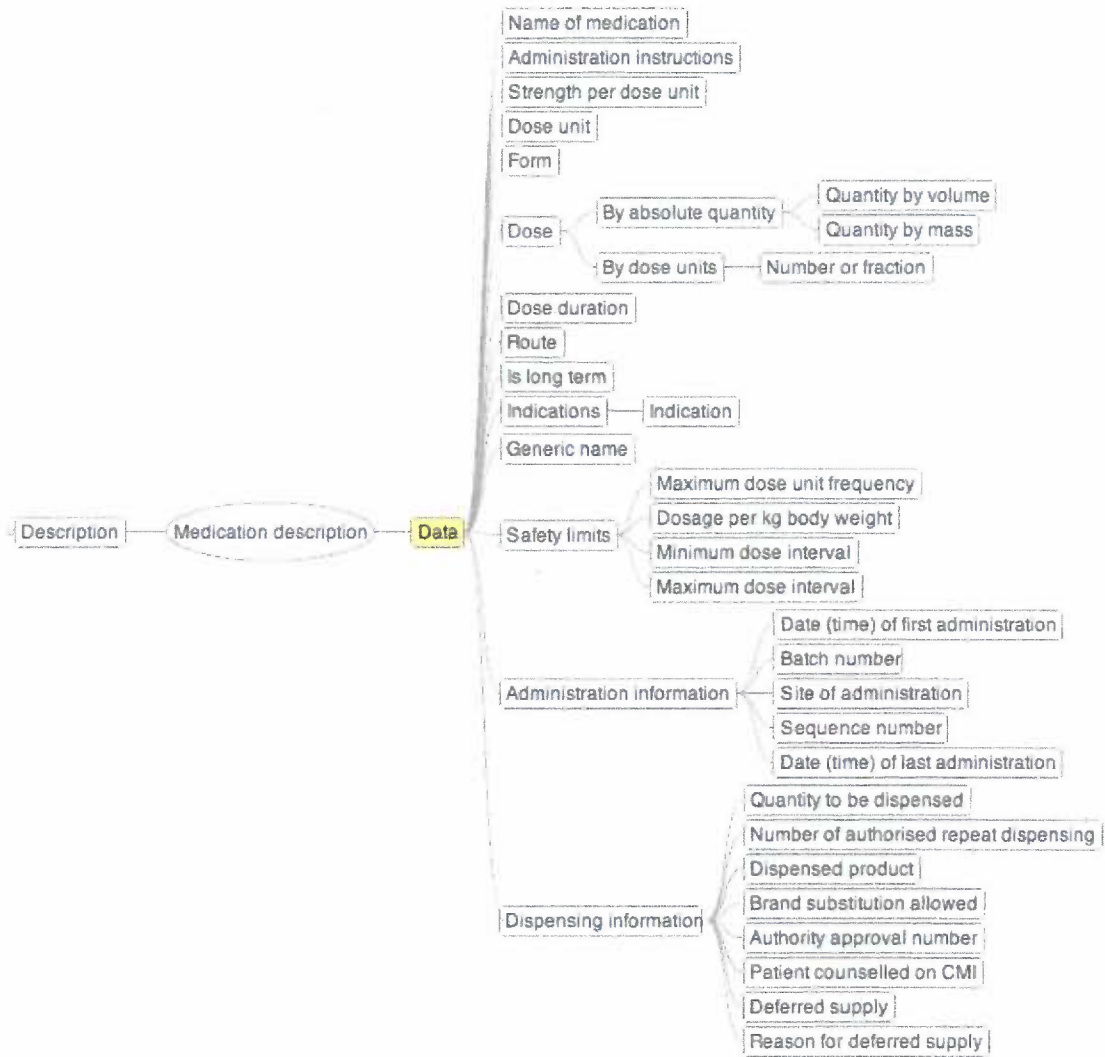 Name of medication
Administration instructions
Strength per dose unit
Dose unit
Form
Dose
By absolute quantity
Quantity by volume
Quantity by mass
By dose units
Number or fraction
Dose duration
Route
Is long term
Indications
Indication
Generic name
Description
Medication description
Data
Safety limits
Maximum dose unit frequency
Dosage per kg body weight
Minimum dose interval
Maximum dose interval
Administration information
Date (time) of first administration
Batch number
Site of administration
Sequence number
Date (time) of last administration
Dispensing information
Quantity to be dispensed
Number of authorised repeat dispensing
Dispensed product
Brand substitution allowed
Authority approval number
Patient counselled on CMI
Deferred supply
Reason for deferred supply